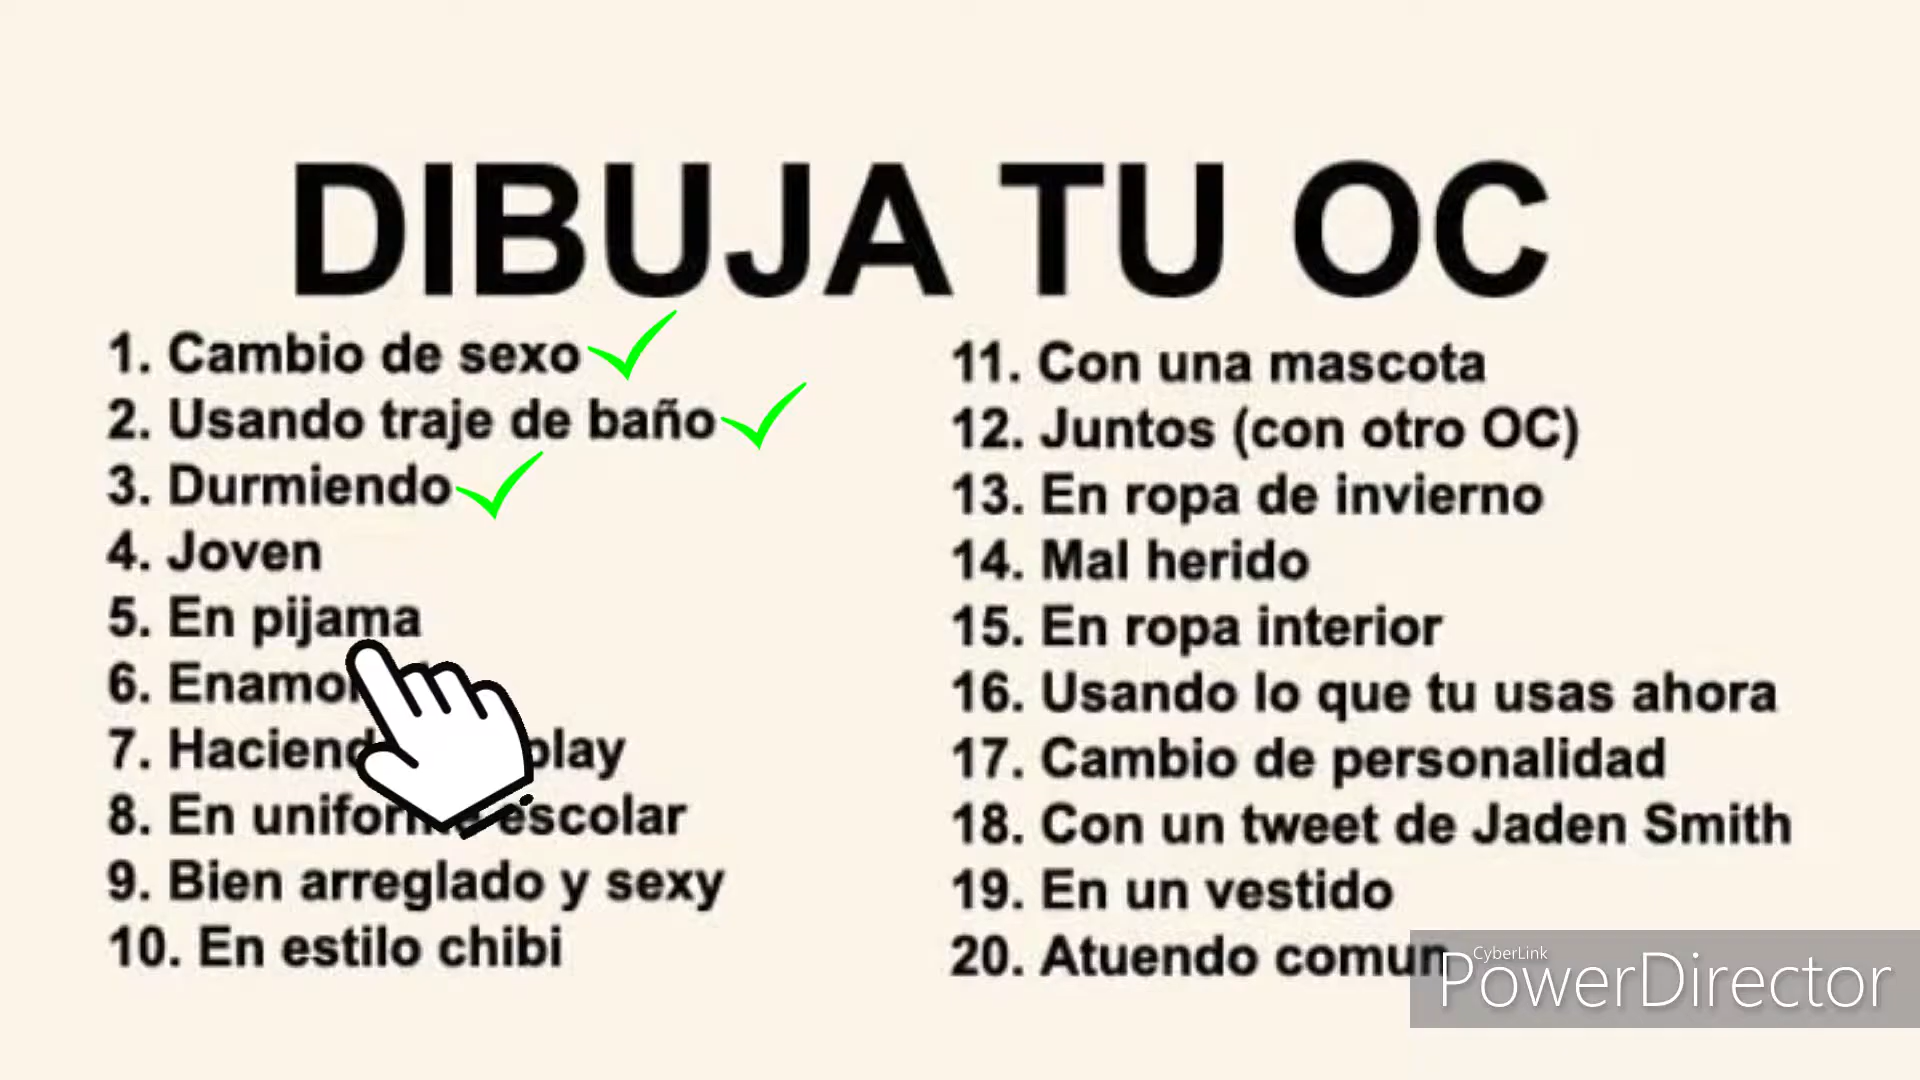 DIBUJA TU OC
1. Cambio de sexo
2. Usando traje de baño
3. Durmiendo
4. Joven
5. En pijama
6.
7. play
8. En escolar
9. Bien arreglado y sexy
10. En estilo chibi
11. Con una mascota
12. Juntos (con otro OC)
13. En ropa de invierno
14. Mal herido
15. En ropa interior
16. Usando lo que tu usas ahora
17. Cambio de personalidad
18. Con un tweet de Jaden Smith
19. En un vestido
20. Atuendo comun
CyberLink
PowerDirector